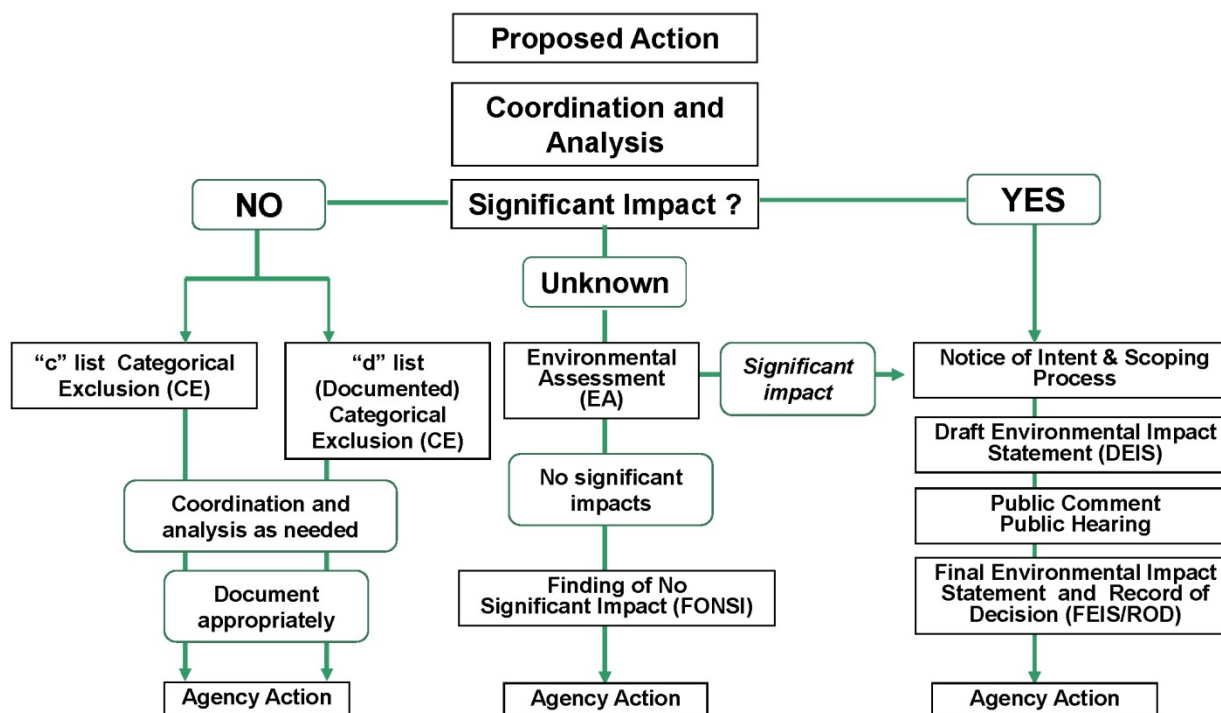 Proposed Action
Coordination and
Analysis
NO
Significant Impact ?
YES
Unknown
“c” list Categorical
Exclusion (CE)
“d” list
(Documented)
Categorical
Exclusion (CE)
Environmental
Assessment
(EA)
Significant
impact
Notice of Intent & Scoping
Process
Draft Environmental Impact
Statement (DEIS)
Coordination and
analysis as needed
No significant
impacts
Public Comment
Public Hearing
Document
appropriately
Finding of No
Significant Impact (FONSI)
Final Environmental Impact
Statement and Record of
Decision (FEIS/ROD)
Agency Action
Agency Action
Agency Action